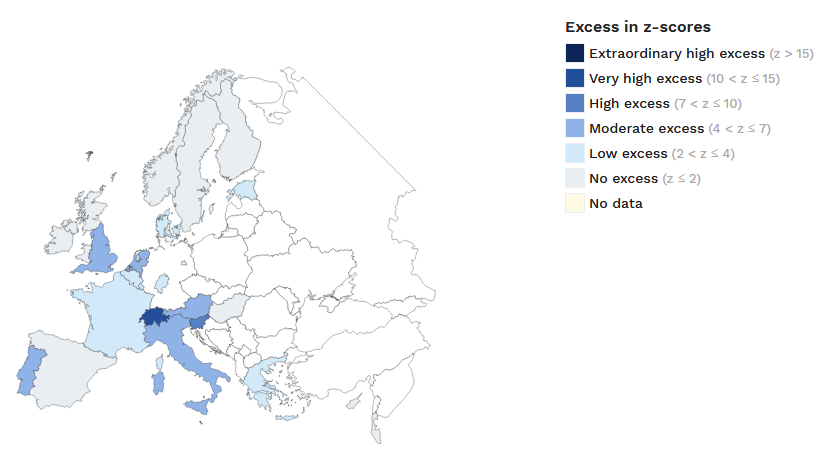 Excess in z-scores
Extraordinary high excess (z > 15)
Very high excess (10 < z ≤ 15)
High excess (7 < z ≤ 10)
Moderate excess (4 < z ≤ 7)
Low excess (2 < z ≤ 4)
No excess (z ≤ 2)
No data